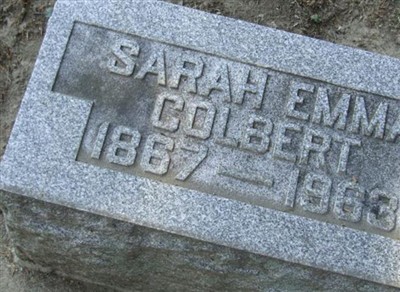 SARAH EMMA
COLBERT
1867 — 1963